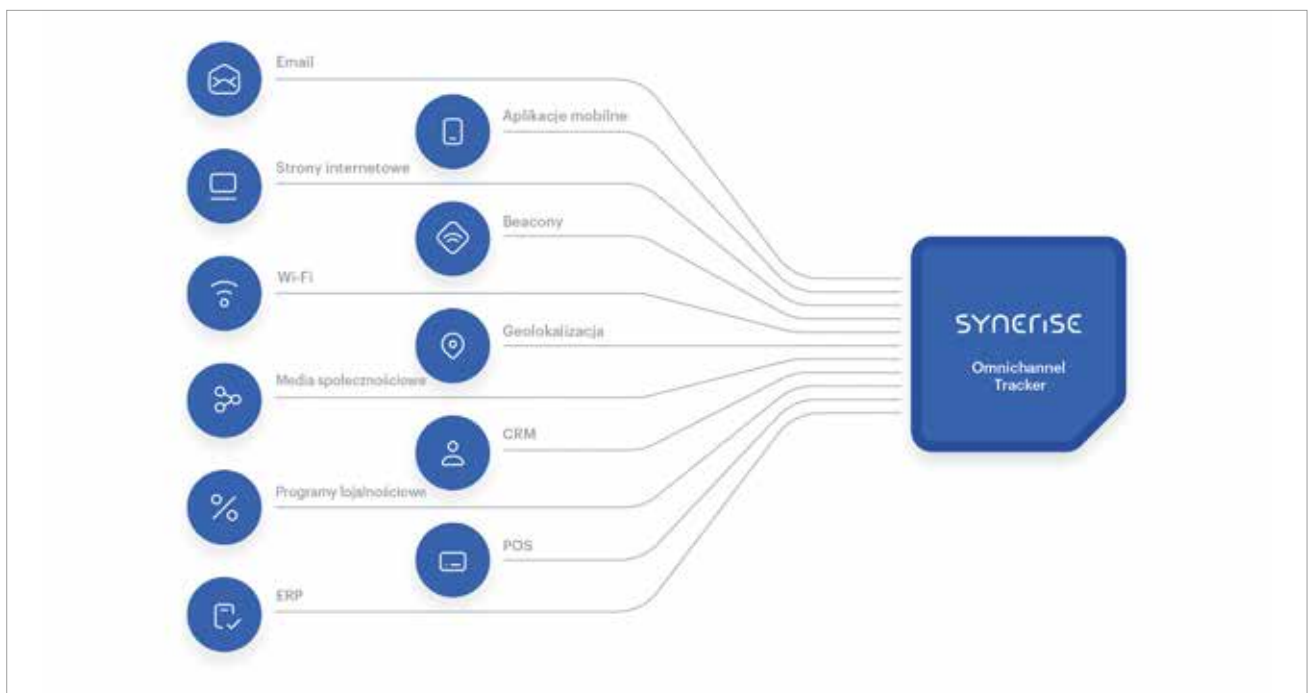 Email
Aplikacje mobilne
Strony internetowe
Beacony
Wi-Fi
Geolokalizacja
Media społecznościowe
CRM
Programy lojalnościowe
POS
ERP
SYNERISE
Omnichannel
Tracker